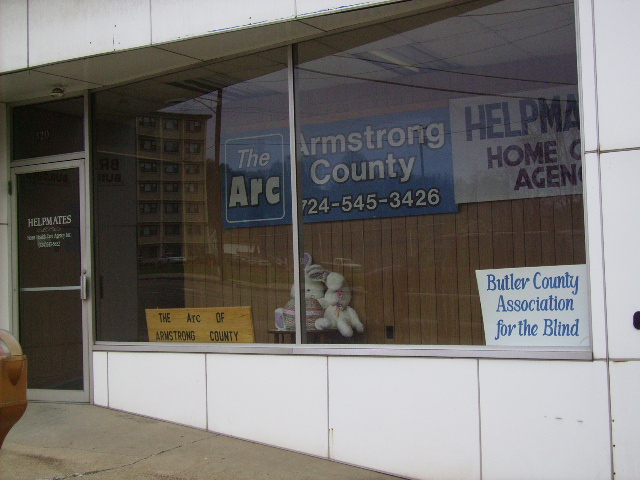 The
Arc
Armstrong
County
724-545-3426
HELPMA
HOME C
AGEN
HELPMATES
THE Arc OF
ARMSTRONG COUNTY
Butler County
Association
for the Blind